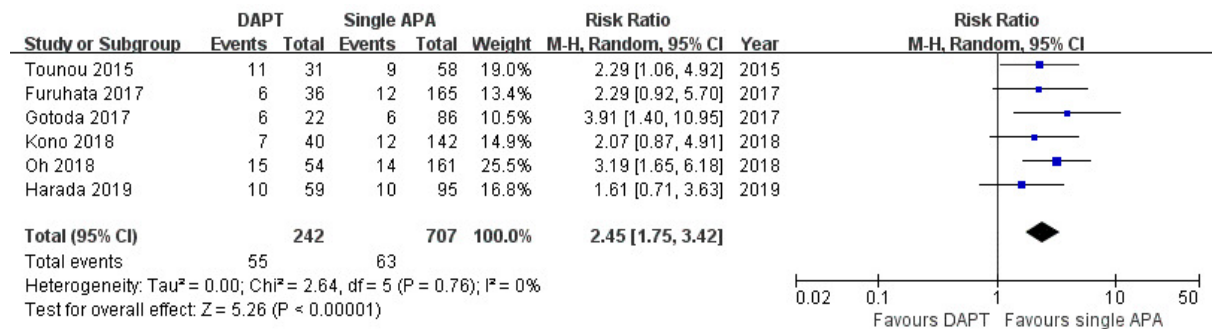 DAPT Single APA Risk Ratio Risk Ratio
Study or Subgroup Events Total Events Total Weight M-H, Random, 95% CI Year M-H, Random, 95% CI
Tounou 2015 11 31 9 58 19.0% 2.29 [1.06, 4.92] 2015
Furuhata 2017 6 36 12 165 13.4% 2.29 [0.92, 5.70] 2017
Gotoda 2017 6 22 6 86 10.5% 3.91 [1.40, 10.95] 2017
Kono 2018 7 40 12 142 14.9% 2.07 [0.87, 4.91] 2018
Oh 2018 15 54 14 161 25.5% 3.19 [1.65, 6.18] 2018
Harada 2019 10 59 10 95 16.8% 1.61 [0.71, 3.63] 2019
Total (95% CI) 242 707 100.0% 2.45 [1.75, 3.42]
Total events 55 63
Heterogeneity: Tau² = 0.00; Chi² = 2.64, df = 5 (P = 0.76); I² = 0%
Test for overall effect: Z = 5.26 (P < 0.00001)
0.02 0.1 1 10 50
Favours DAPT Favours single APA